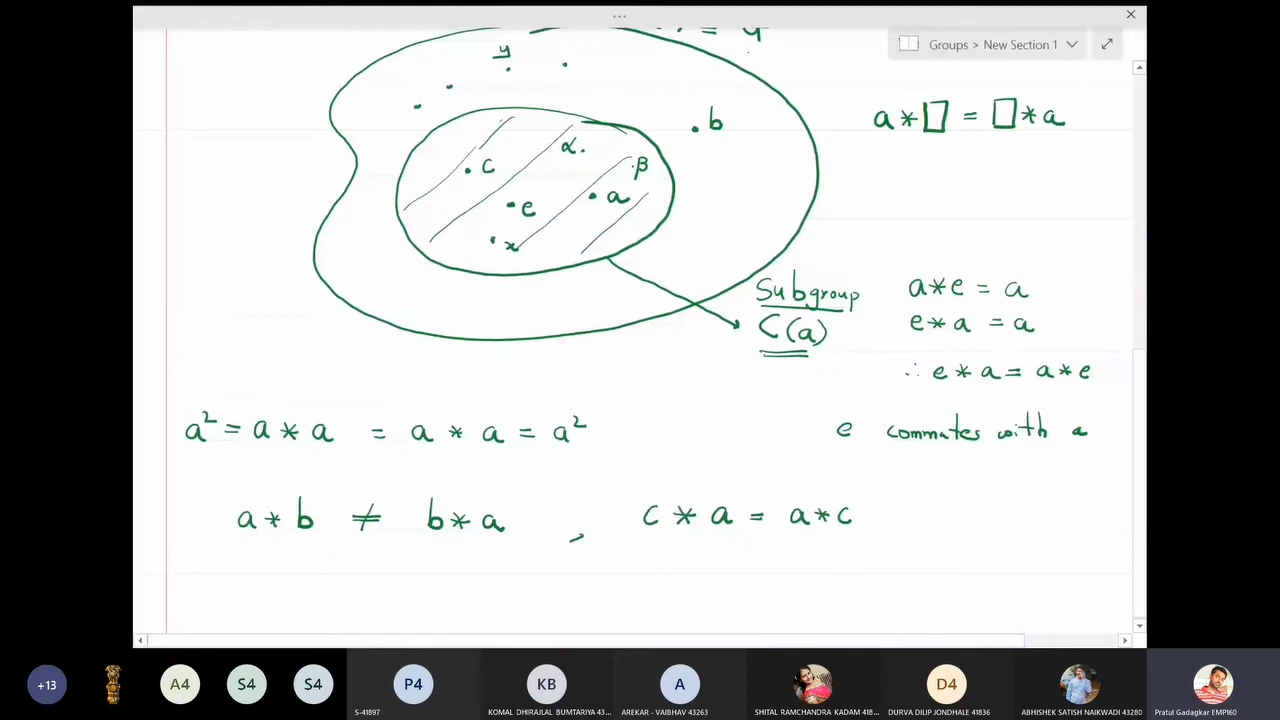 Groups > New Section 1
y
b
a * □ = □ * a
α
c
β
a
e
x
Subgroup
C(a)
a * e = a
e * a = a
∴ e * a = a * e
a² = a * a = a * a = a²
e commutes with a
a * b ≠ b * a , c * a = a * c
+13
A4
S4
S4
P4
KB
A
D4
S-41897
KOMAL DHIRAJLAL BUMTARIYA 43...
AREKAR - VAIBHAV 43263
SHITAL RAMCHANDRA KADAM 418...
DURVA DILIP JONDHALE 41836
ABHISHEK SATISH NAIKWADI 43280
Pratul Gadagkar EMP160